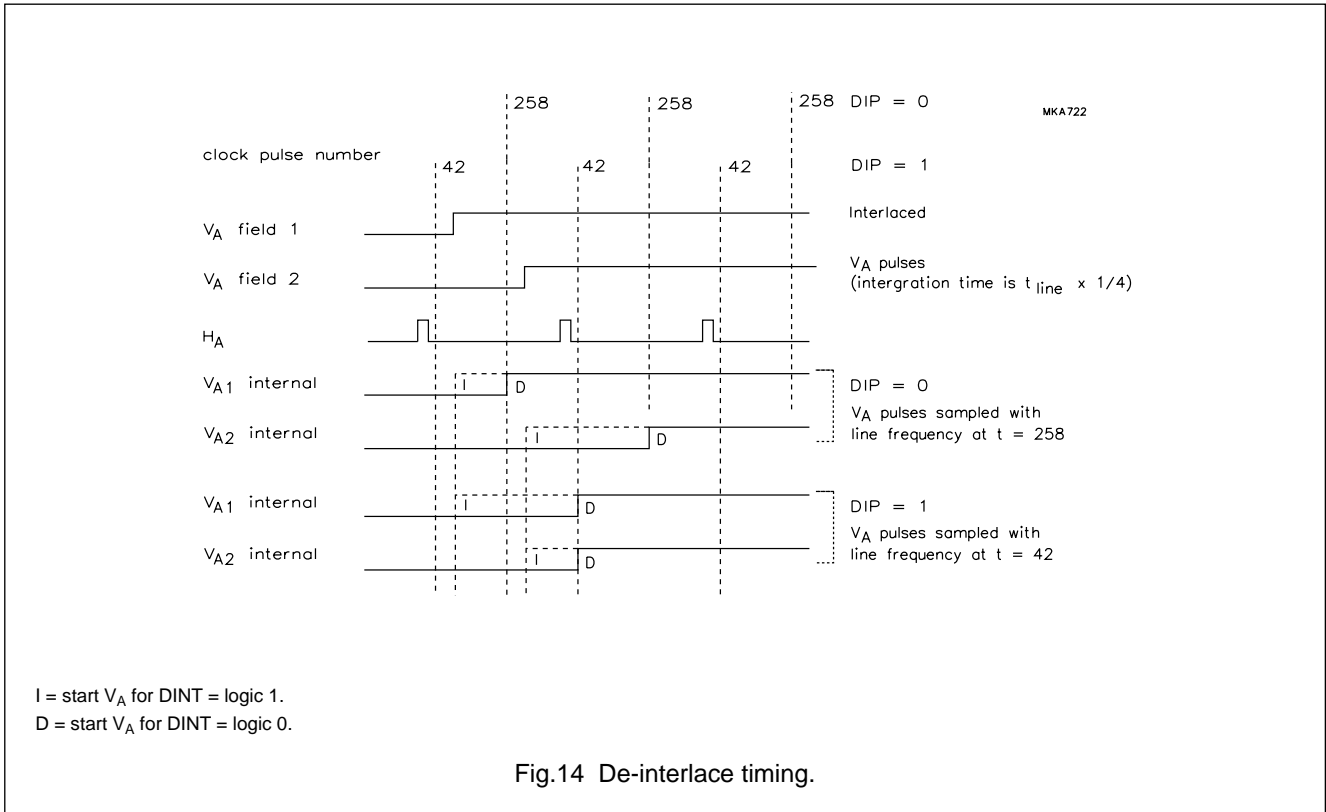 258 258 258 DIP = 0
MKA722
clock pulse number
42 42 42 DIP = 1
VA field 1
Interlaced
VA field 2
VA pulses
(intergration time is t line x 1/4)
HA
VA1 internal I D DIP = 0
VA pulses sampled with
line frequency at t = 258
VA2 internal I D
VA1 internal I D DIP = 1
VA pulses sampled with
line frequency at t = 42
VA2 internal I D
I = start VA for DINT = logic 1.
D = start VA for DINT = logic 0.
Fig.14 De-interlace timing.